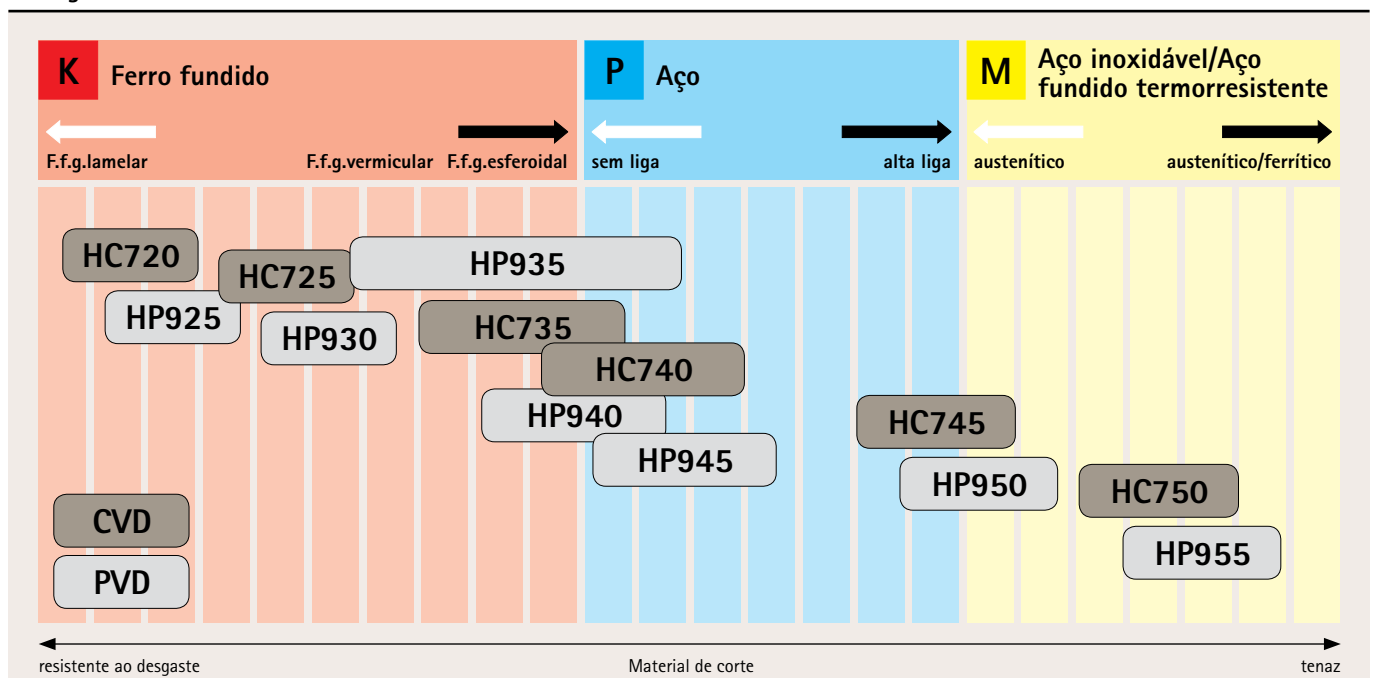 K
Ferro fundido
P
Aço
M
Aço inoxidável/Aço
fundido termorresistente
F.f.g.lamelar
F.f.g.vermicular
F.f.g.esferoidal
sem liga
alta liga
austenítico
austenítico/ferrítico
HC720
HC725
HP935
HP925
HP930
HC735
HC740
HP940
HP945
HC745
HP950
HC750
HP955
CVD
PVD
resistente ao desgaste
Material de corte
tenaz